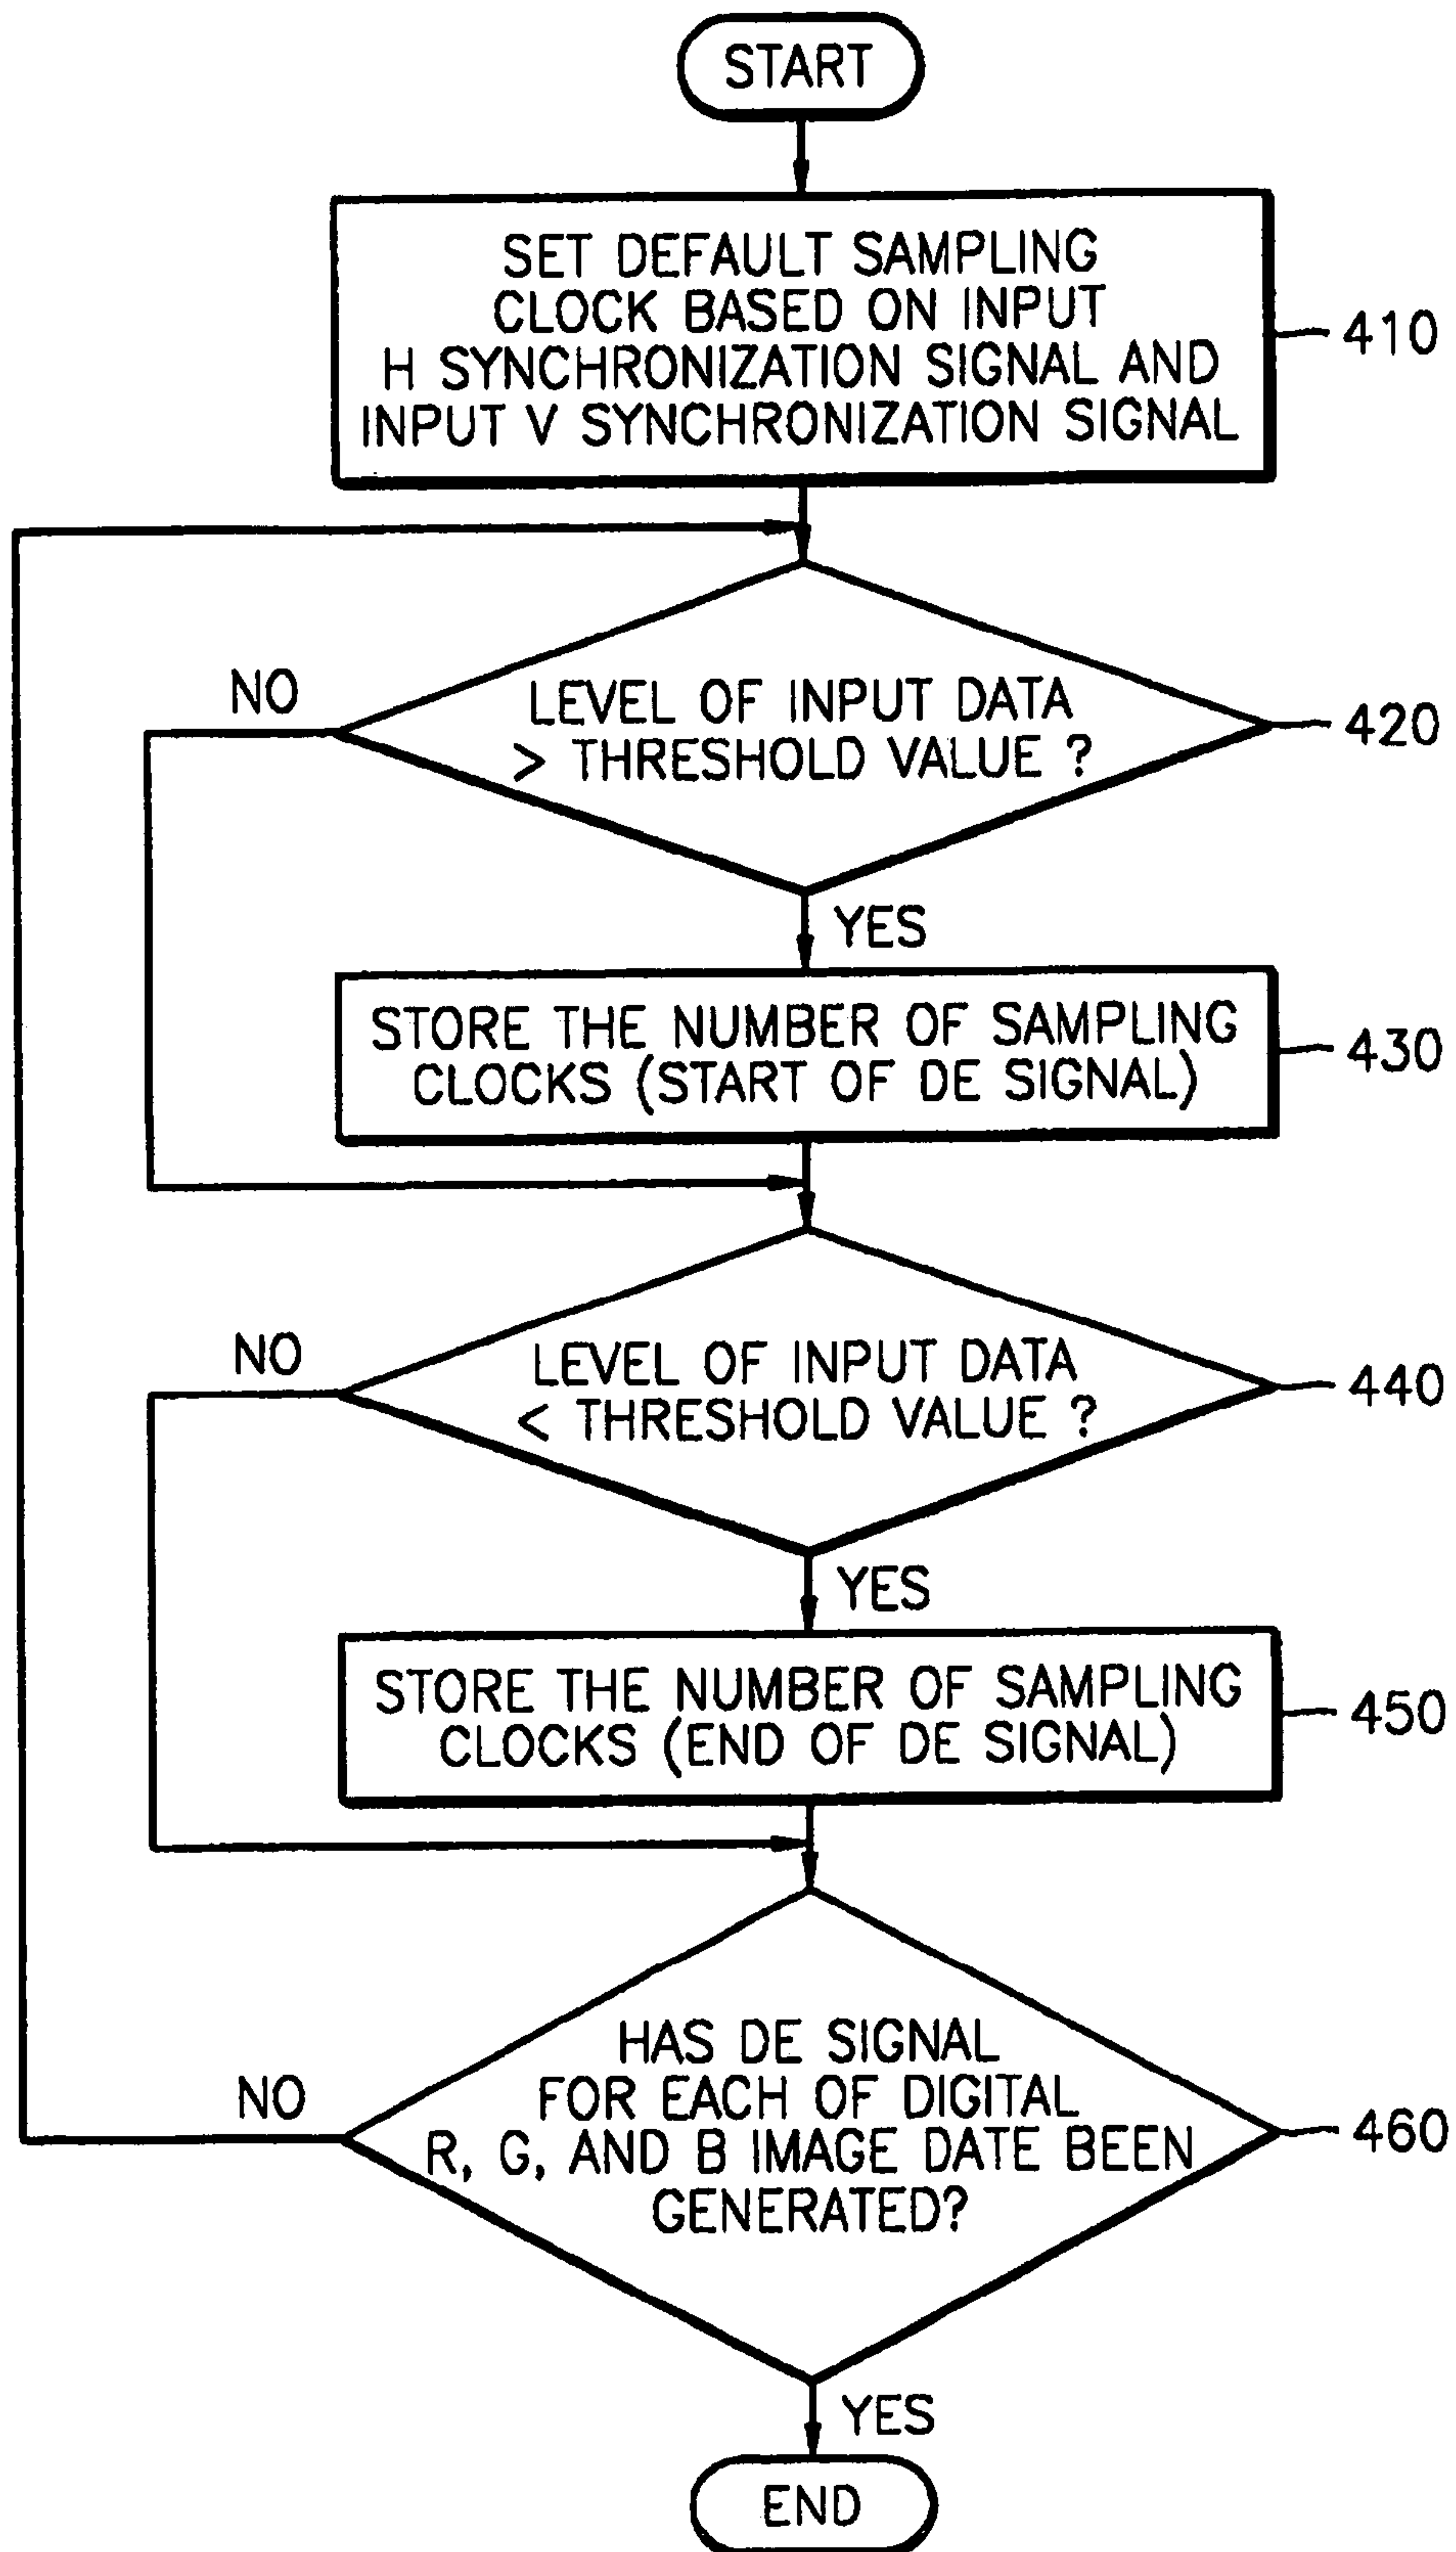 START
SET DEFAULT SAMPLING
CLOCK BASED ON INPUT
H SYNCHRONIZATION SIGNAL AND
INPUT V SYNCHRONIZATION SIGNAL
410
LEVEL OF INPUT DATA
> THRESHOLD VALUE ?
420
NO
YES
STORE THE NUMBER OF SAMPLING
CLOCKS (START OF DE SIGNAL)
430
LEVEL OF INPUT DATA
< THRESHOLD VALUE ?
440
NO
YES
STORE THE NUMBER OF SAMPLING
CLOCKS (END OF DE SIGNAL)
450
HAS DE SIGNAL
FOR EACH OF DIGITAL
R, G, AND B IMAGE DATE BEEN
GENERATED?
460
NO
YES
END